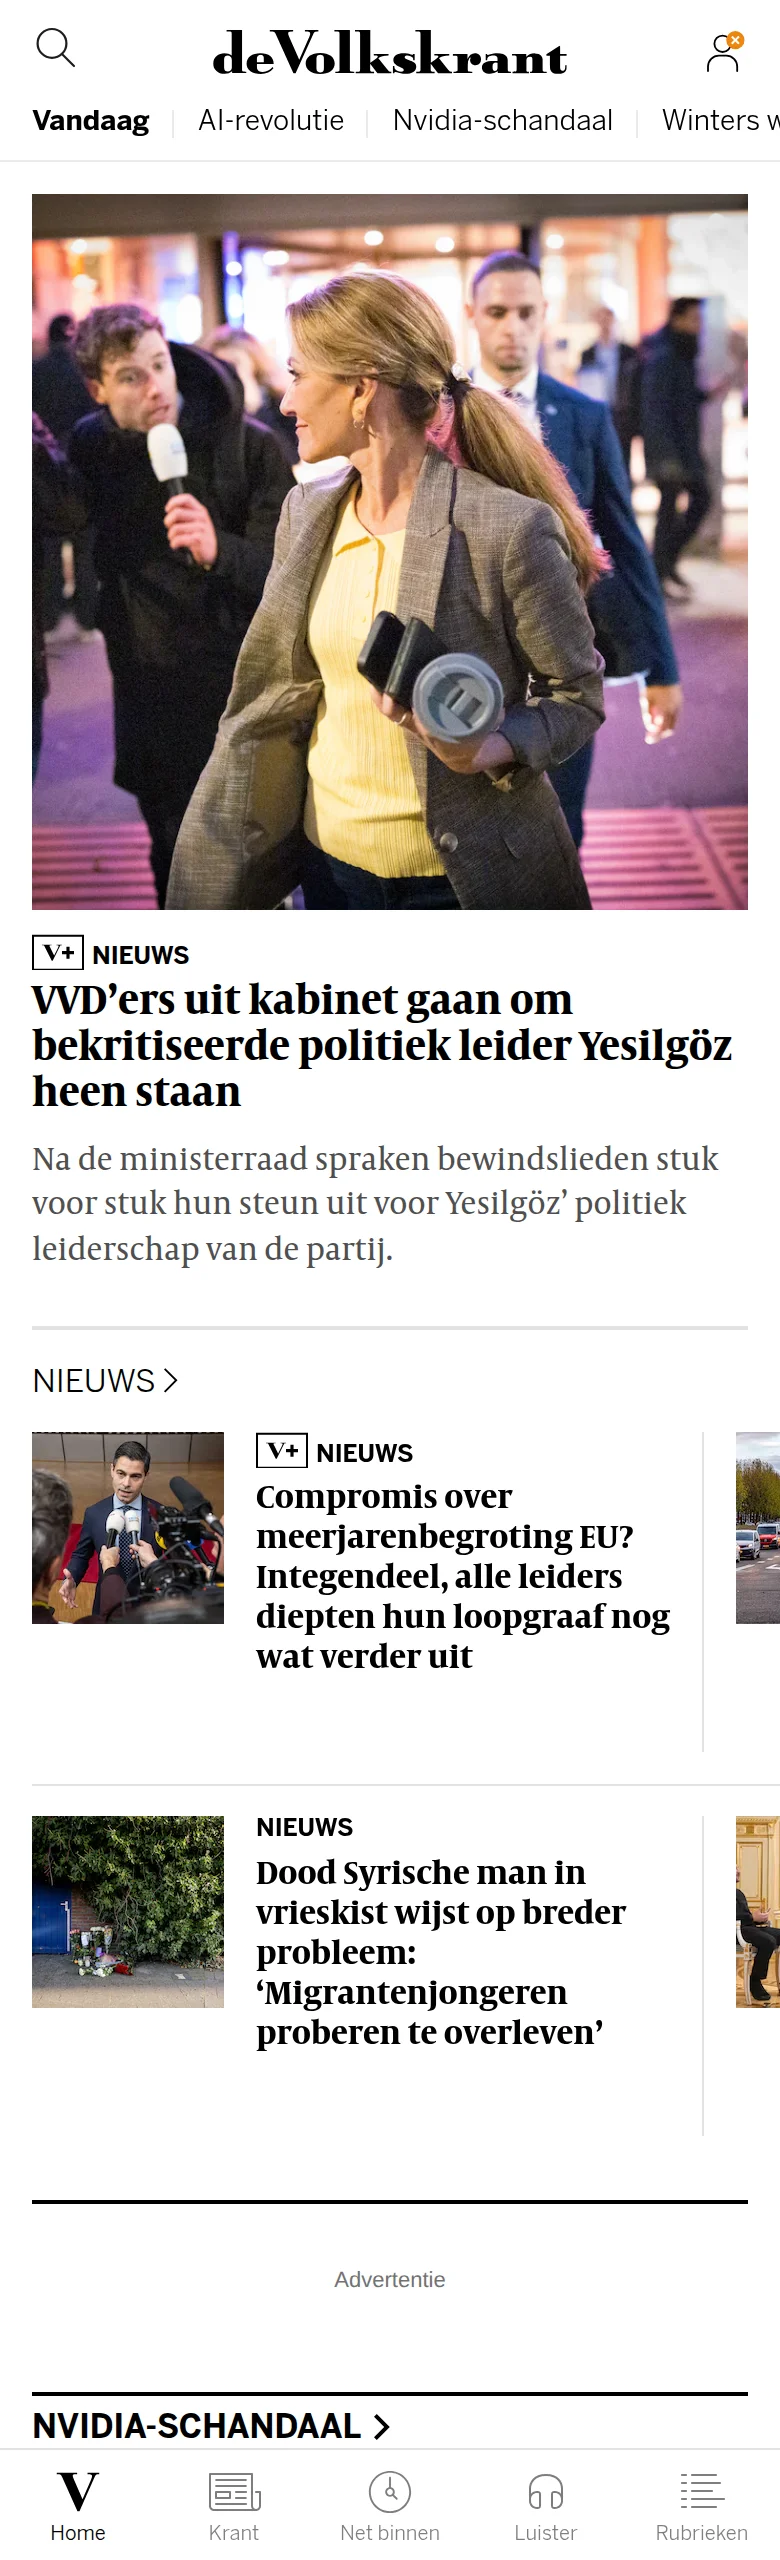 deVolkskrant
Vandaag
AI-revolutie
Nvidia-schandaal
Winters w
V+ NIEUWS
VVD’ers uit kabinet gaan om
bekritiseerde politiek leider Yesilgöz
heen staan
Na de ministerraad spraken bewindslieden stuk
voor stuk hun steun uit voor Yesilgöz’ politiek
leiderschap van de partij.
NIEUWS
V+ NIEUWS
Compromis over
meerjarenbegroting EU?
Integendeel, alle leiders
diepten hun loopgraaf nog
wat verder uit
NIEUWS
Dood Syrische man in
vrieskist wijst op breder
probleem:
‘Migrantenjongeren
proberen te overleven’
Advertentie
NVIDIA-SCHANDAAL
V
Home
Krant
Net binnen
Luister
Rubrieken